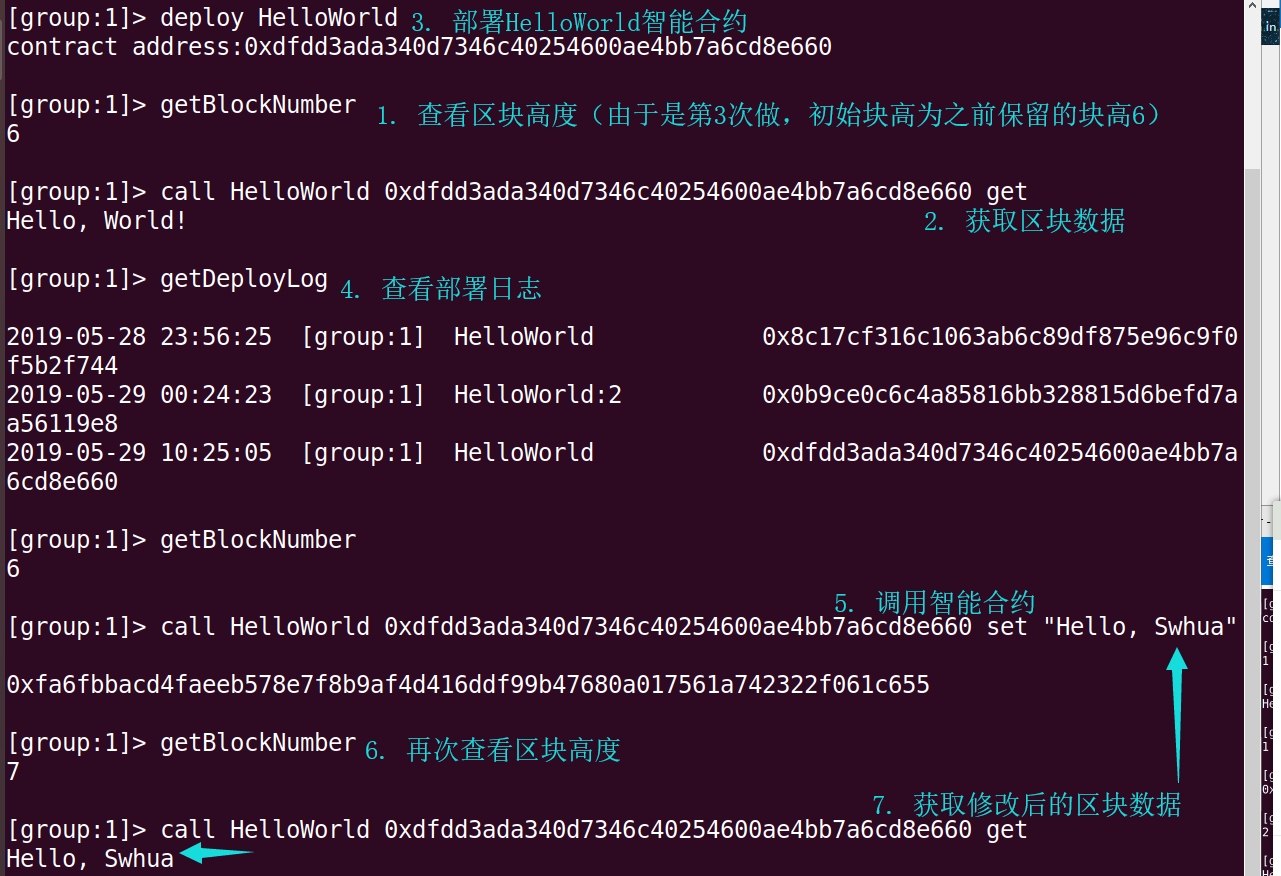 [group:1]> deploy HelloWorld 3. 部署HelloWorld智能合约
contract address:0xdfdd3ada340d7346c40254600ae4bb7a6cd8e660
[group:1]> getBlockNumber 1. 查看区块高度（由于是第3次做，初始块高为之前保留的块高6）
6
[group:1]> call HelloWorld 0xdfdd3ada340d7346c40254600ae4bb7a6cd8e660 get
Hello, World!
2. 获取区块数据
[group:1]> getDeployLog 4. 查看部署日志
2019-05-28 23:56:25 [group:1] HelloWorld 0x8c17cf316c1063ab6c89df875e96c9f0
f5b2f744
2019-05-29 00:24:23 [group:1] HelloWorld:2 0x0b9ce0c6c4a85816bb328815d6befd7a
a56119e8
2019-05-29 10:25:05 [group:1] HelloWorld 0xdfdd3ada340d7346c40254600ae4bb7a
6cd8e660
[group:1]> getBlockNumber
6
5. 调用智能合约
[group:1]> call HelloWorld 0xdfdd3ada340d7346c40254600ae4bb7a6cd8e660 set "Hello, Swhua"
0xfa6fbbacd4faeeb578e7f8b9af4d416ddf99b47680a017561a742322f061c655
[group:1]> getBlockNumber 6. 再次查看区块高度
7
7. 获取修改后的区块数据
[group:1]> call HelloWorld 0xdfdd3ada340d7346c40254600ae4bb7a6cd8e660 get
Hello, Swhua